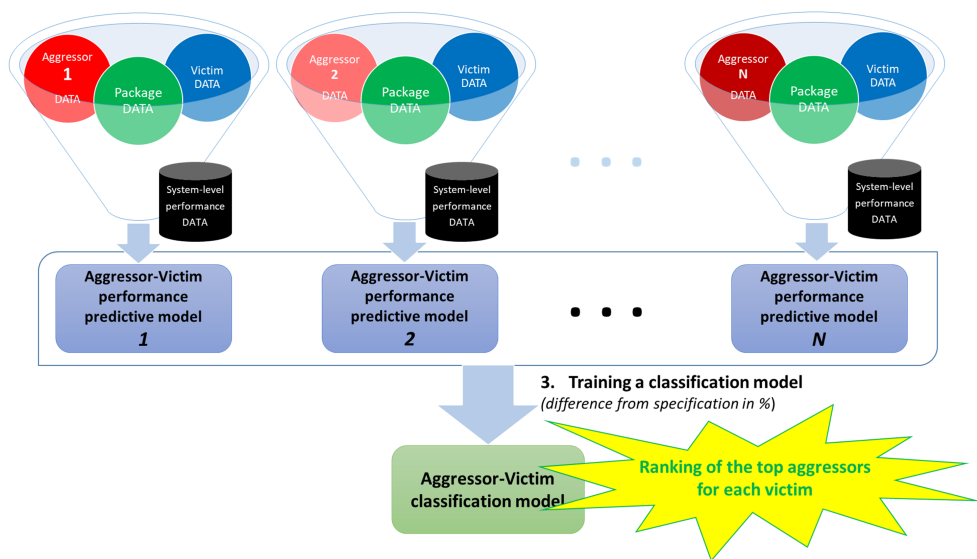 Aggressor
1
DATA
Package
DATA
Victim
DATA
System-level
performance
DATA
Aggressor
2
DATA
Package
DATA
Victim
DATA
System-level
performance
DATA
Aggressor
N
DATA
Package
DATA
Victim
DATA
System-level
performance
DATA
Aggressor-Victim
performance
predictive model
1
Aggressor-Victim
performance
predictive model
2
Aggressor-Victim
performance
predictive model
N
3. Training a classification model
(difference from specification in %)
Aggressor-Victim
classification model
Ranking of the top aggressors
for each victim